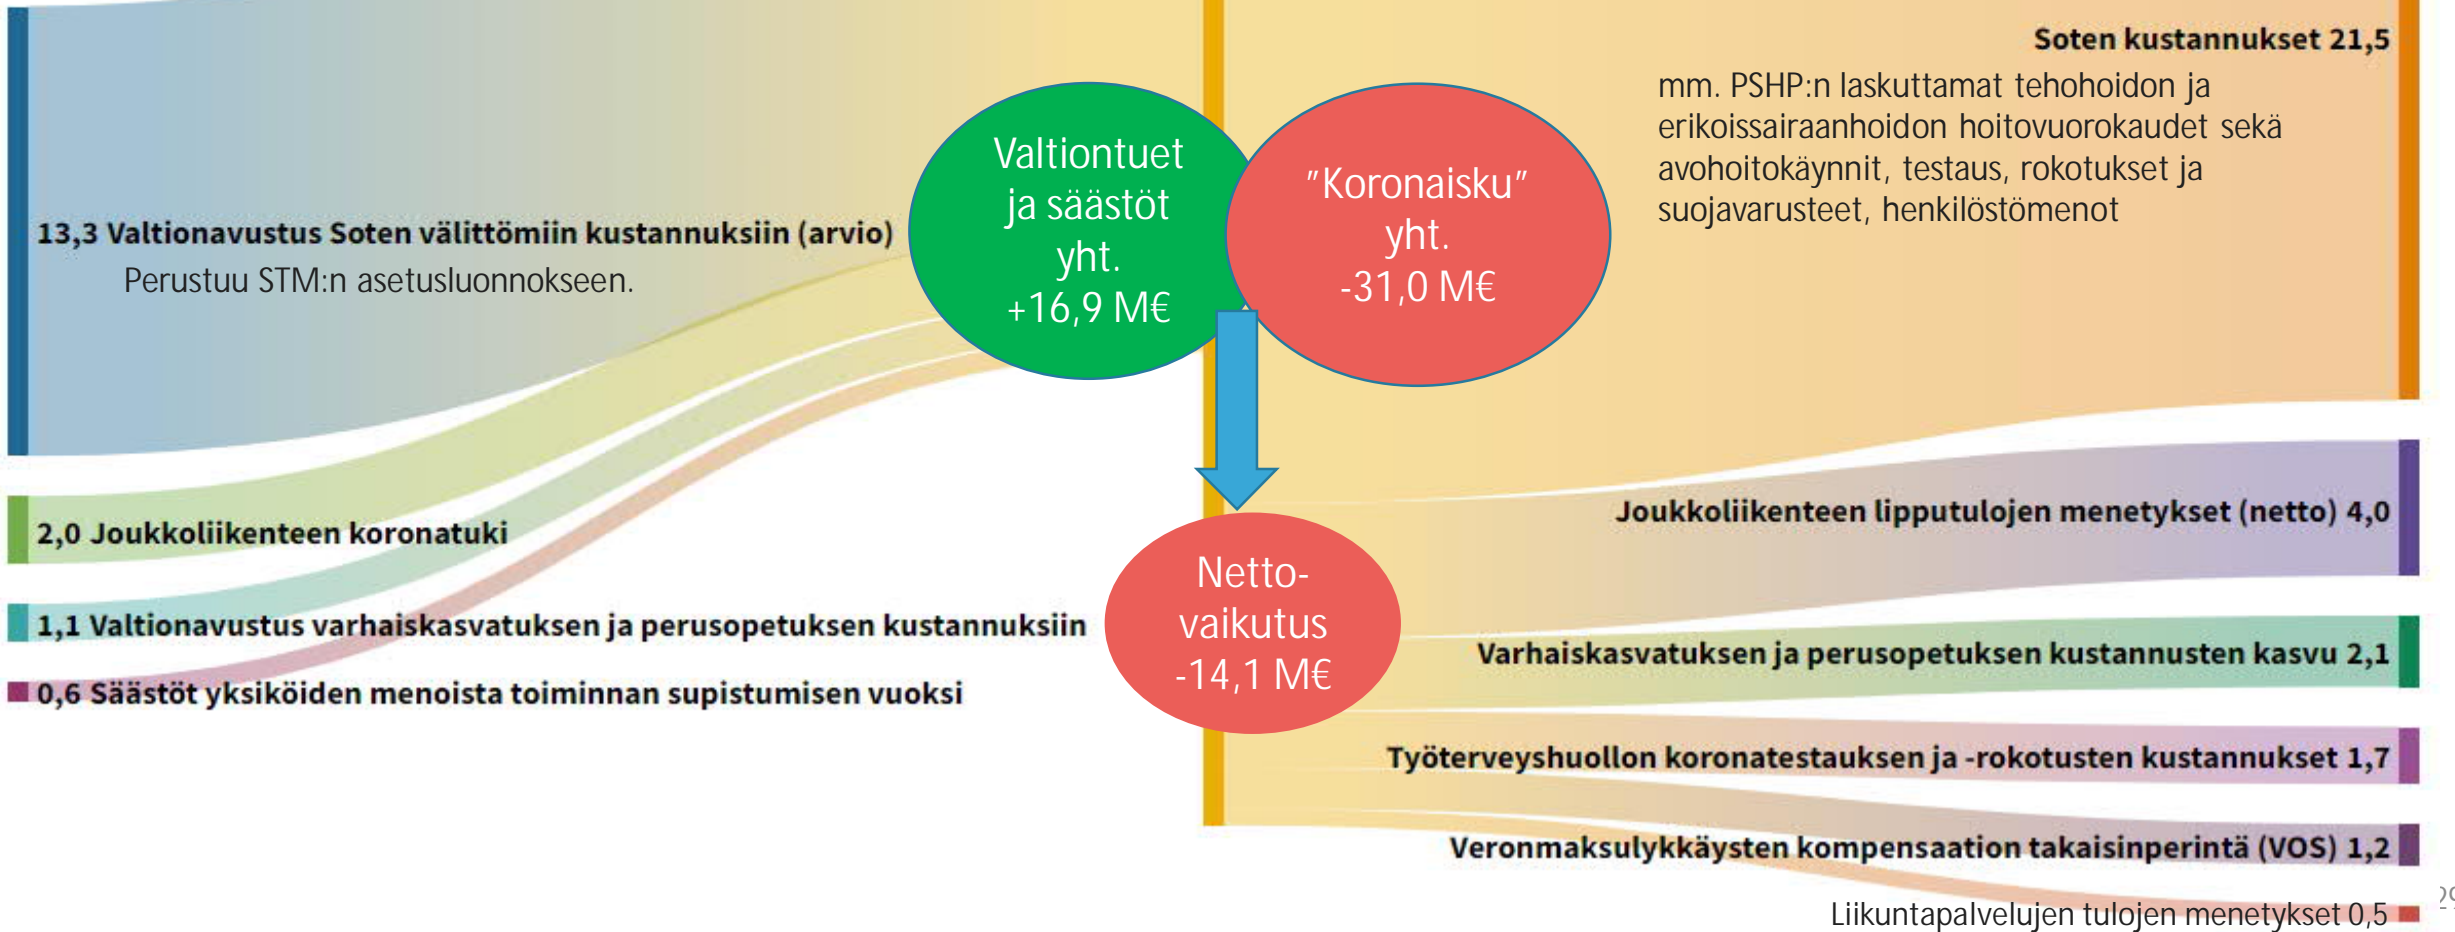 13,3 Valtionavustus Soten välittömiin kustannuksiin (arvio)
Perustuu STM:n asetusluonnokseen.
2,0 Joukkoliikenteen koronatuki
1,1 Valtionavustus varhaiskasvatuksen ja perusopetuksen kustannuksiin
0,6 Säästöt yksiköiden menoista toiminnan supistumisen vuoksi
Valtiontuet
ja säästöt
yht.
+16,9 M€
"Koronaisku"
yht.
-31,0 M€
Netto-
vaikutus
-14,1 M€
Soten kustannukset 21,5
mm. PSHP:n laskuttamat tehohoidon ja
erikoissairaanhoidon hoitovuorokaudet sekä
avohoitokäynnit, testaus, rokotukset ja
suojavarusteet, henkilöstömenot
Joukkoliikenteen lipputulojen menetykset (netto) 4,0
Varhaiskasvatuksen ja perusopetuksen kustannusten kasvu 2,1
Työterveyshuollon koronatestauksen ja -rokotusten kustannukset 1,7
Veronmaksulykkäysten kompensaation takaisinperintä (VOS) 1,2
Liikuntapalvelujen tulojen menetykset 0,5